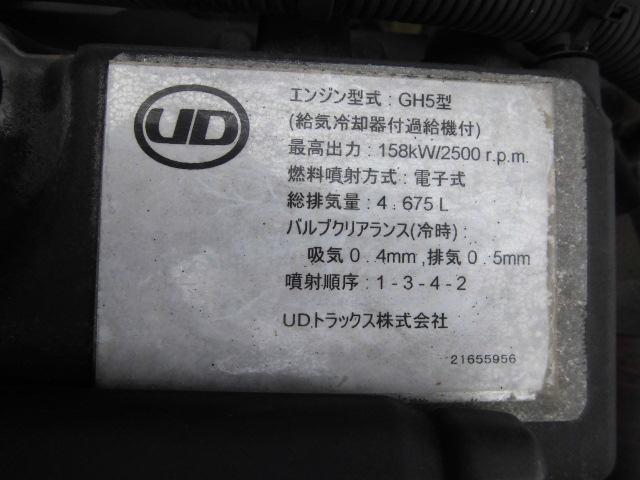 UD
エンジン型式 : GH5型
(給気冷却器付過給機付)
最高出力 : 158kW/2500 r.p.m.
燃料噴射方式 : 電子式
総排気量 : 4 . 675 L
バルブクリアランス(冷時) :
吸気 0 . 4mm , 排気 0 . 5mm
噴射順序 : 1 - 3 - 4 - 2
UDトラックス株式会社
21655956